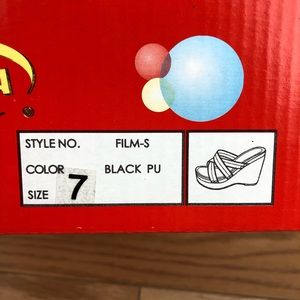 A
STYLE NO. FILM-S
COLOR BLACK PU
SIZE 7